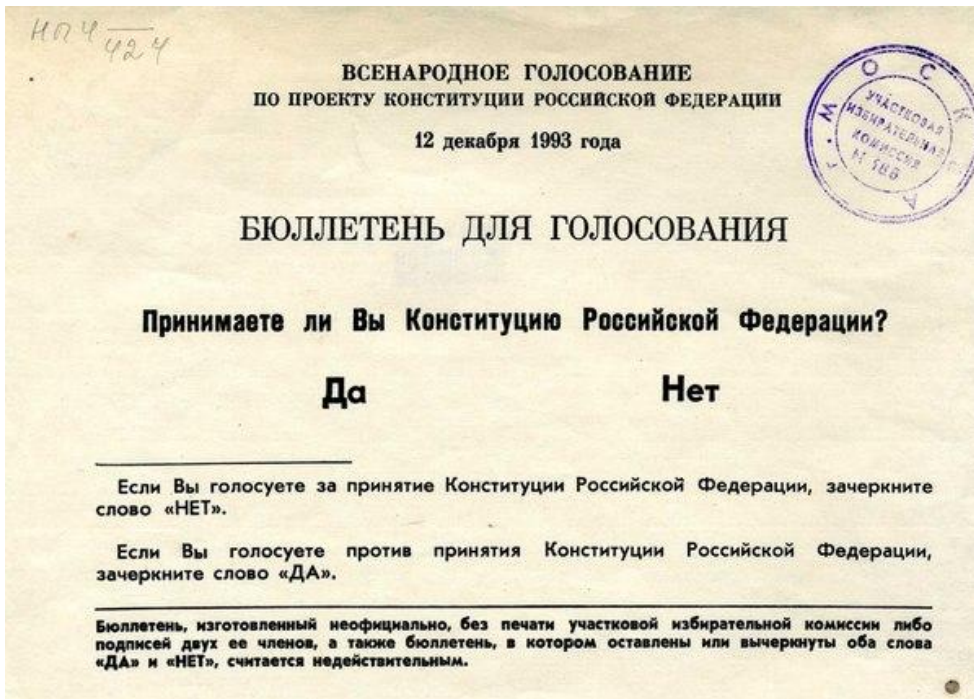 НПЧ 424
ВСЕНАРОДНОЕ ГОЛОСОВАНИЕ
ПО ПРОЕКТУ КОНСТИТУЦИИ РОССИЙСКОЙ ФЕДЕРАЦИИ
12 декабря 1993 года
г. МОСКВА
УЧАСТКОВАЯ
ИЗБИРАТЕЛЬНАЯ
КОМИССИЯ
БЮЛЛЕТЕНЬ ДЛЯ ГОЛОСОВАНИЯ
Принимаете ли Вы Конституцию Российской Федерации?
Да Нет
Если Вы голосуете за принятие Конституции Российской Федерации, зачеркните
слово «НЕТ».
Если Вы голосуете против принятия Конституции Российской Федерации,
зачеркните слово «ДА».
Бюллетень, изготовленный неофициально, без печати участковой избирательной комиссии либо
подписей двух ее членов, а также бюллетень, в котором оставлены или вычеркнуты оба слова
«ДА» и «НЕТ», считается недействительным.